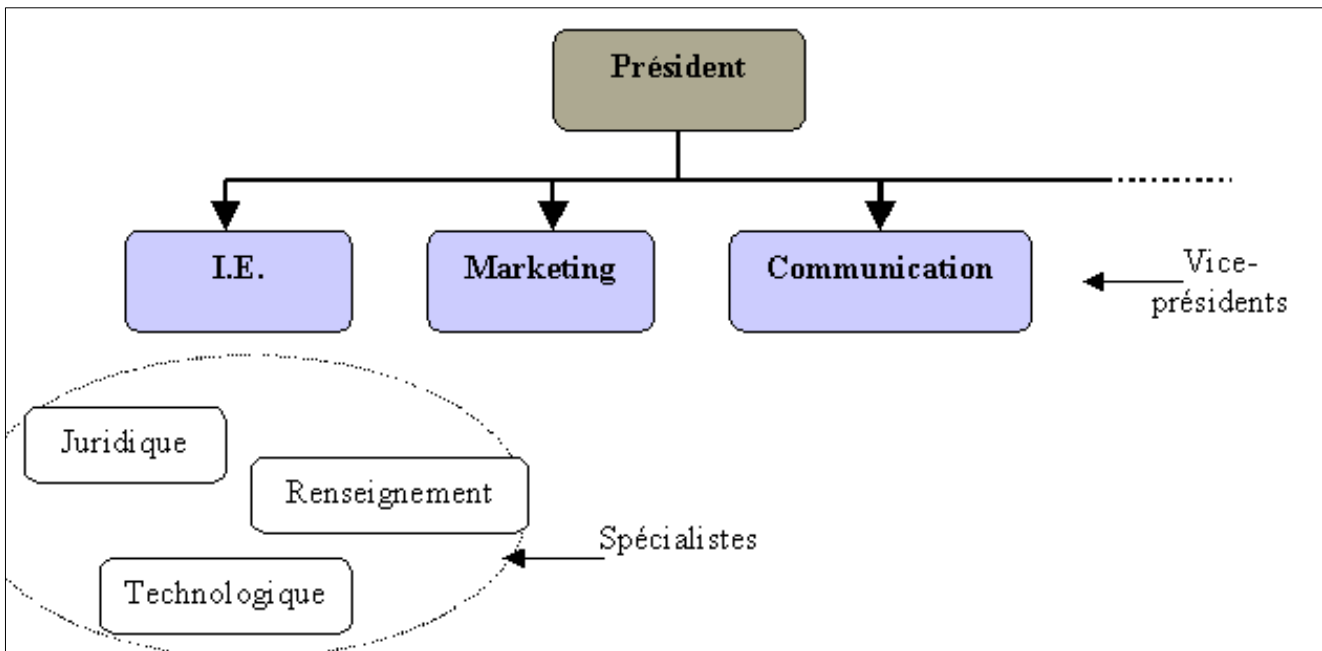 Président
I.E.
Marketing
Communication
Vice-
présidents
Juridique
Renseignement
Spécialistes
Technologique